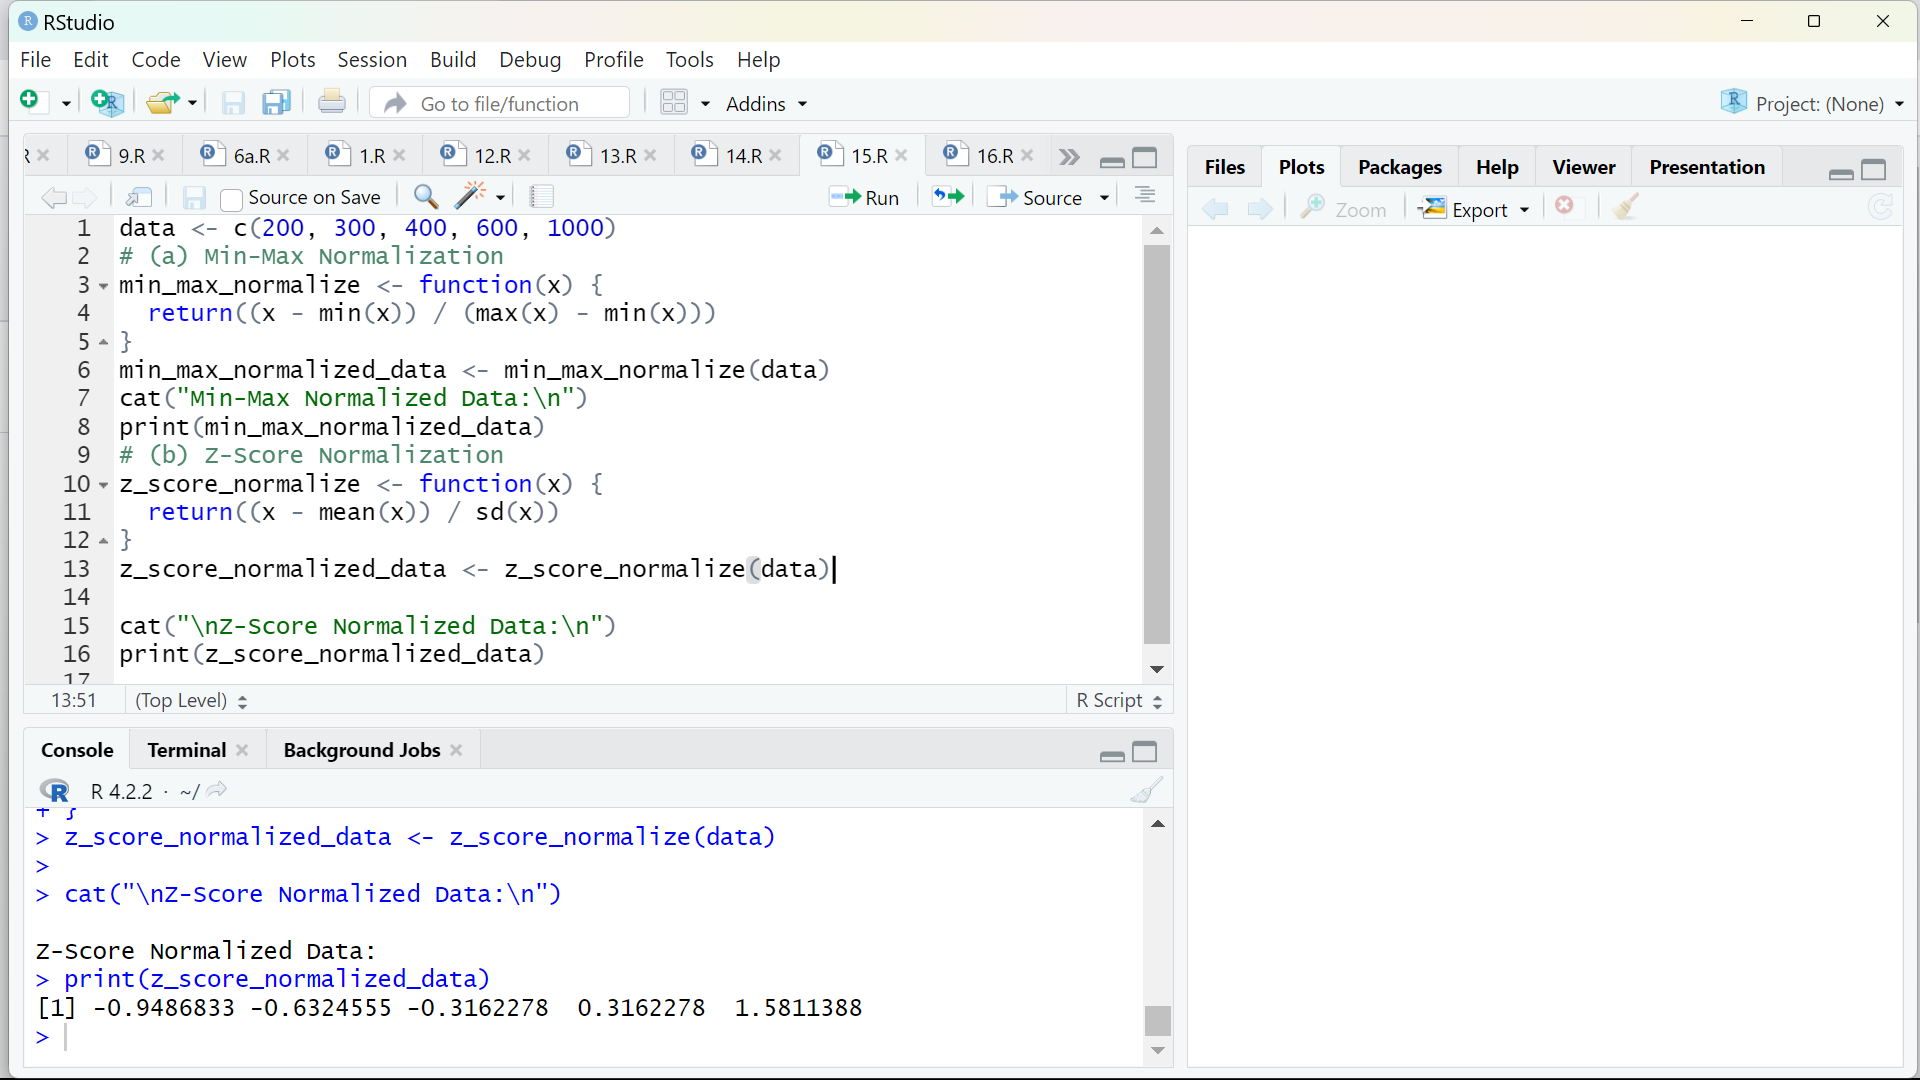 RStudio
File Edit Code View Plots Session Build Debug Profile Tools Help
Go to file/function Addins Project: (None)
9.R 6a.R 1.R 12.R 13.R 14.R 15.R 16.R
Source on Save Run Source
1 data <- c(200, 300, 400, 600, 1000)
2 # (a) Min-Max Normalization
3 min_max_normalize <- function(x) {
4 return((x - min(x)) / (max(x) - min(x)))
5 }
6 min_max_normalized_data <- min_max_normalize(data)
7 cat("Min-Max Normalized Data:\n")
8 print(min_max_normalized_data)
9 # (b) Z-Score Normalization
10 z_score_normalize <- function(x) {
11 return((x - mean(x)) / sd(x))
12 }
13 z_score_normalized_data <- z_score_normalize(data)
14
15 cat("\nZ-Score Normalized Data:\n")
16 print(z_score_normalized_data)
17
13:51 (Top Level) R Script
Console Terminal Background Jobs
R 4.2.2 · ~/
+ }
> z_score_normalized_data <- z_score_normalize(data)
>
> cat("\nZ-Score Normalized Data:\n")
Z-Score Normalized Data:
> print(z_score_normalized_data)
[1] -0.9486833 -0.6324555 -0.3162278 0.3162278 1.5811388
>
Files Plots Packages Help Viewer Presentation
Zoom Export